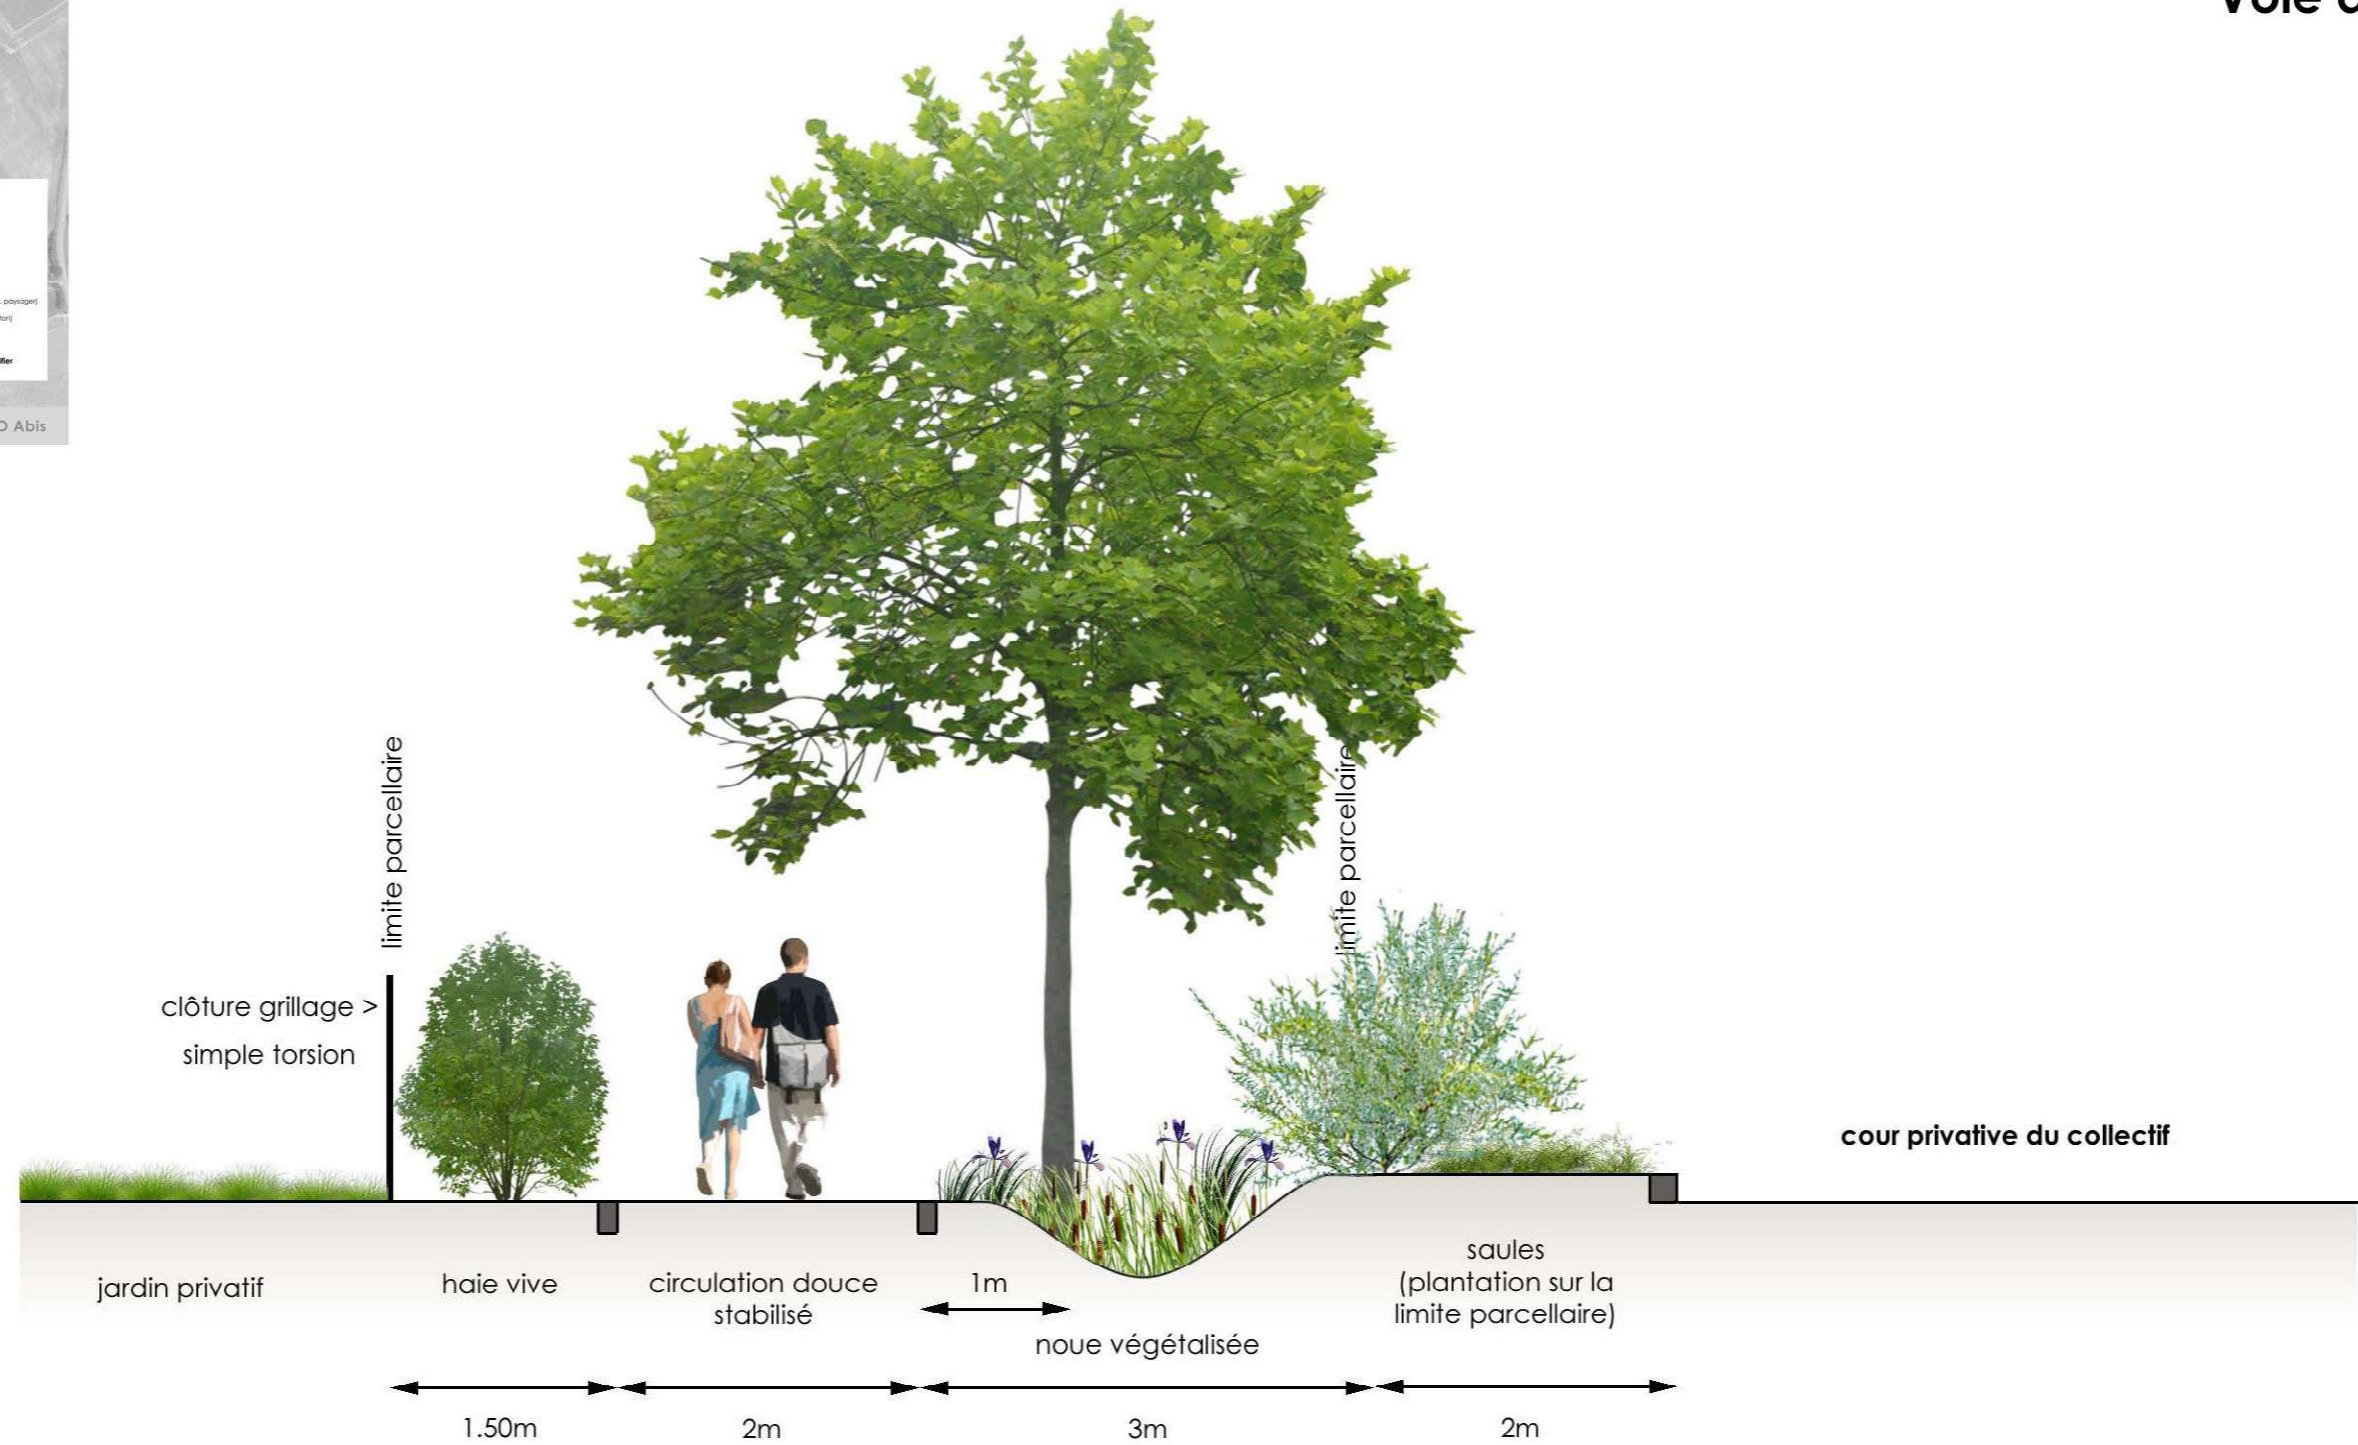 paysager)
limite parcellaire
limite parcellaire
clôture grillage >
simple torsion
cour privative du collectif
jardin privatif
haie vive
circulation douce
stabilisé
1m
noue végétalisée
saules
(plantation sur la
limite parcellaire)
1.50m
2m
3m
2m
Abis